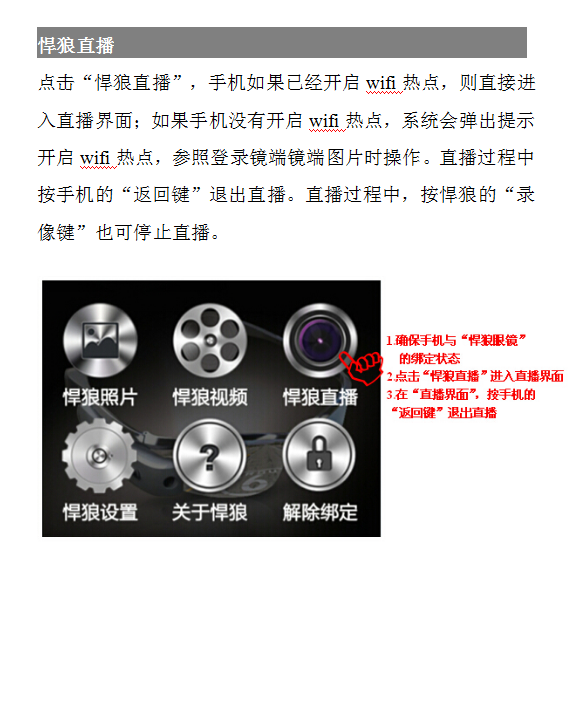 悍狼直播
点击“悍狼直播”，手机如果已经开启 wifi 热点，则直接进
入直播界面；如果手机没有开启 wifi 热点，系统会弹出提示
开启 wifi 热点，参照登录镜端镜端图片时操作。直播过程中
按手机的“返回键”退出直播。直播过程中，按悍狼的“录
像键”也可停止直播。
悍狼照片 悍狼视频 悍狼直播
悍狼设置 关于悍狼 解除绑定
1.确保手机与“悍狼眼镜”
的绑定状态
2.点击“悍狼直播”进入直播界面
3.在“直播界面”，按手机的
“返回键”退出直播